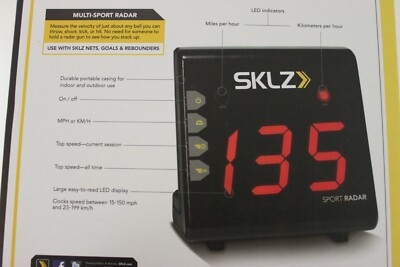 MULTI-SPORT RADAR
Measure the velocity of just about any ball you can
throw, shoot, kick, or hit. No need for someone to
hold a radar gun to see how you stack up.
USE WITH SKLZ NETS, GOALS & REBOUNDERS
LED indicators
Miles per hour
Kilometers per hour
Durable portable casing for
indoor and outdoor use
On / off
MPH or KM/H
Top speed—current session
Top speed—all time
Large easy-to-read LED display
Clocks speed between 15-150 mph
and 23-199 km/h
SKLZ
135
SPORT RADAR